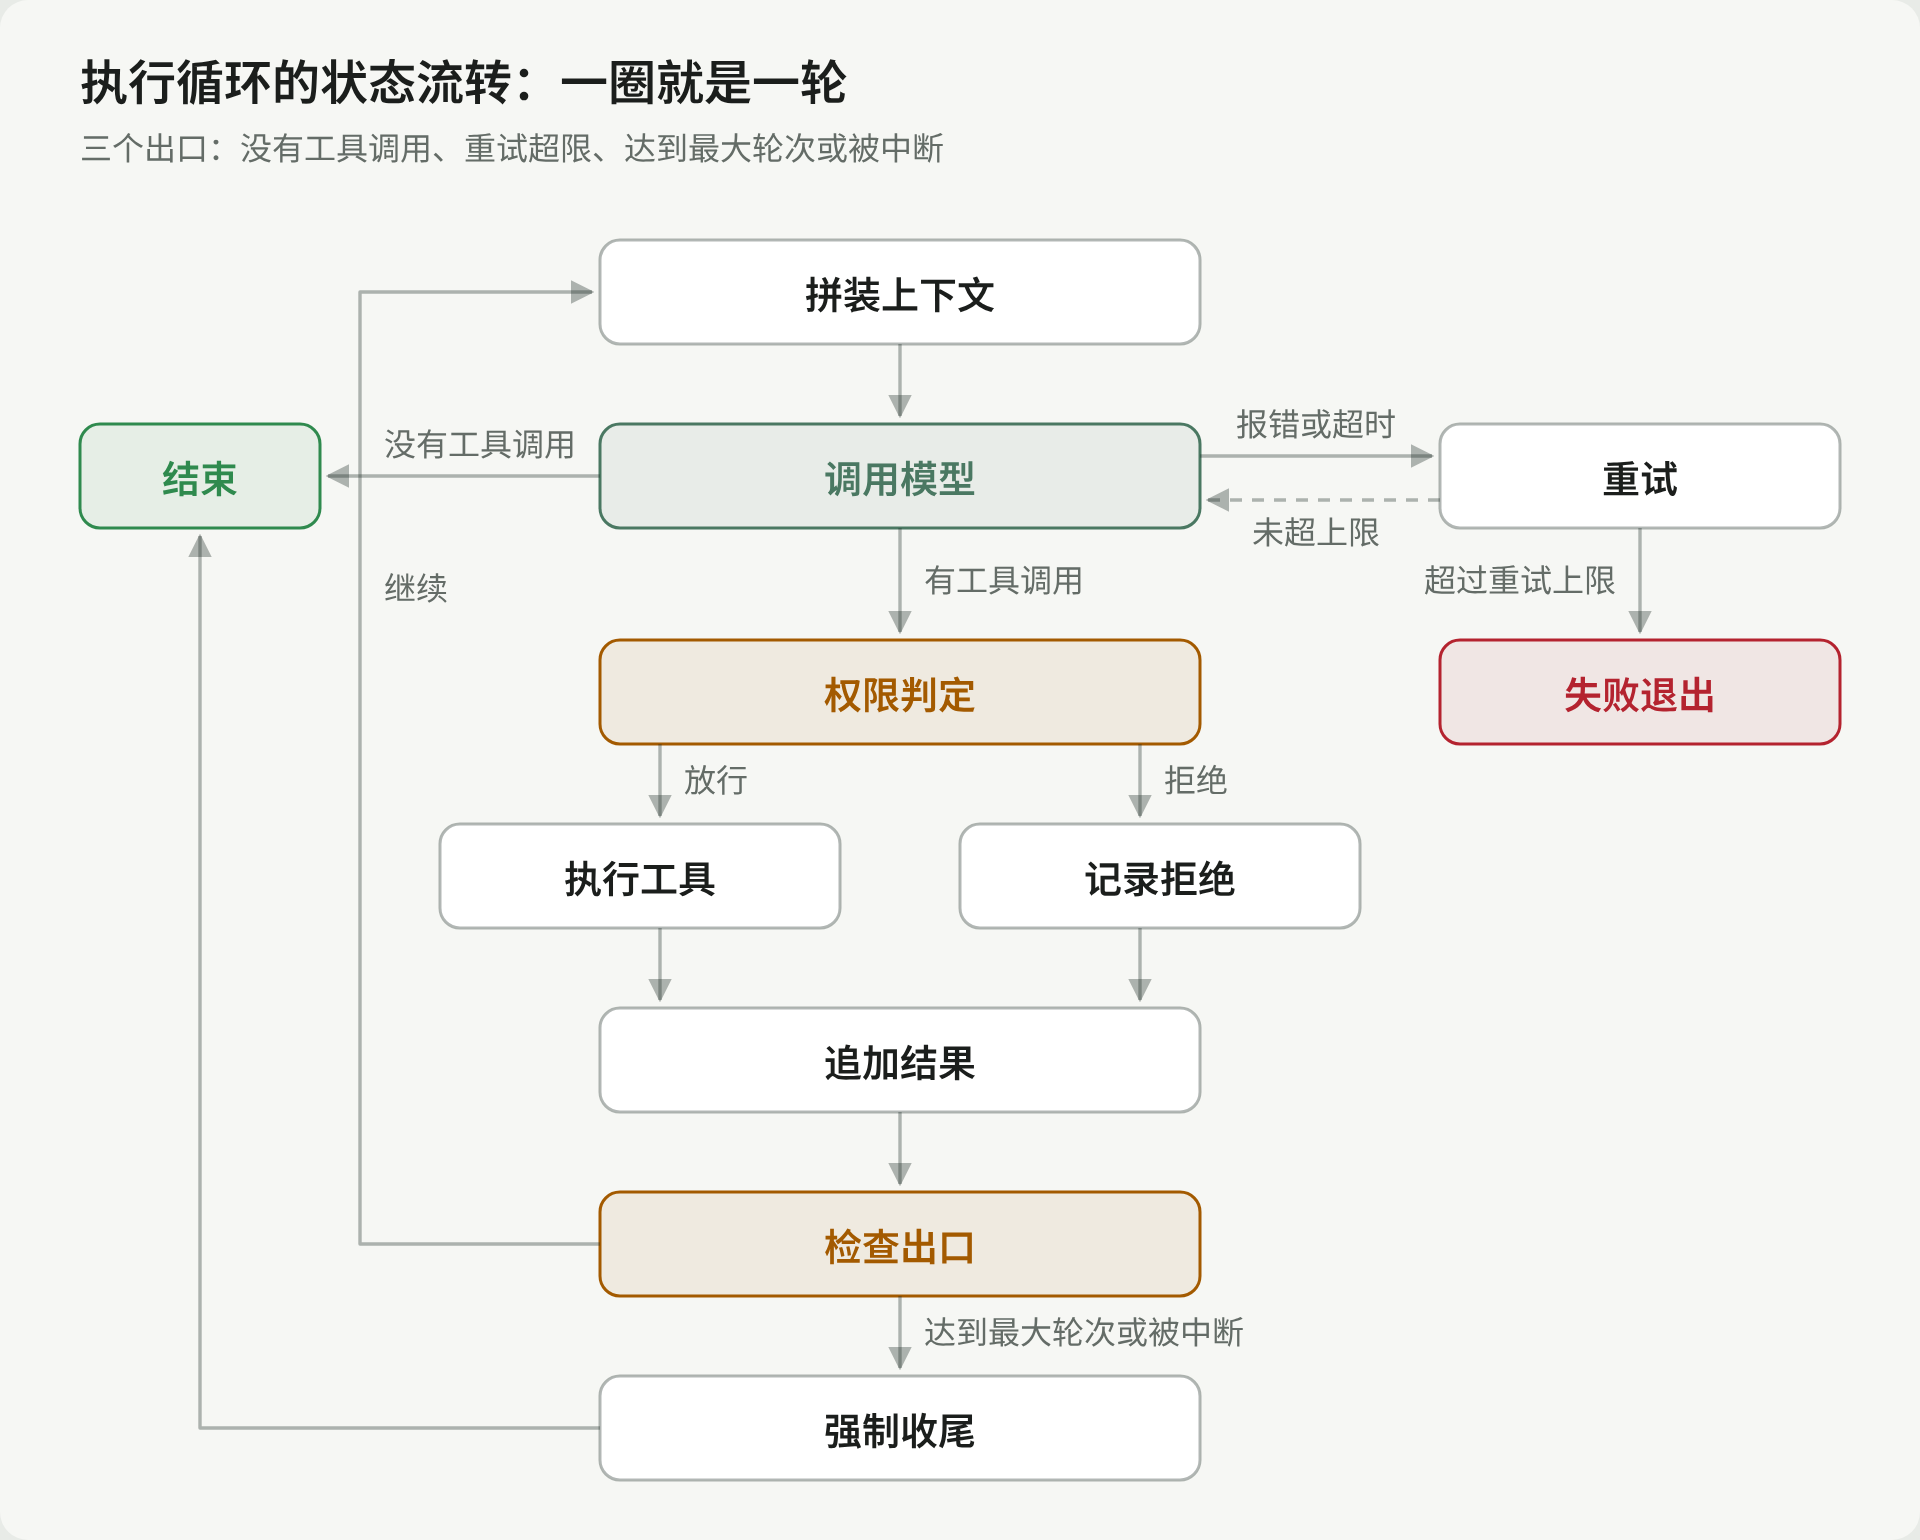 执行循环的状态流转：一圈就是一轮
三个出口：没有工具调用、重试超限、达到最大轮次或被中断
拼装上下文
没有工具调用
报错或超时
结束
调用模型
重试
未超上限
继续
有工具调用
超过重试上限
权限判定
失败退出
放行
拒绝
执行工具
记录拒绝
追加结果
检查出口
达到最大轮次或被中断
强制收尾